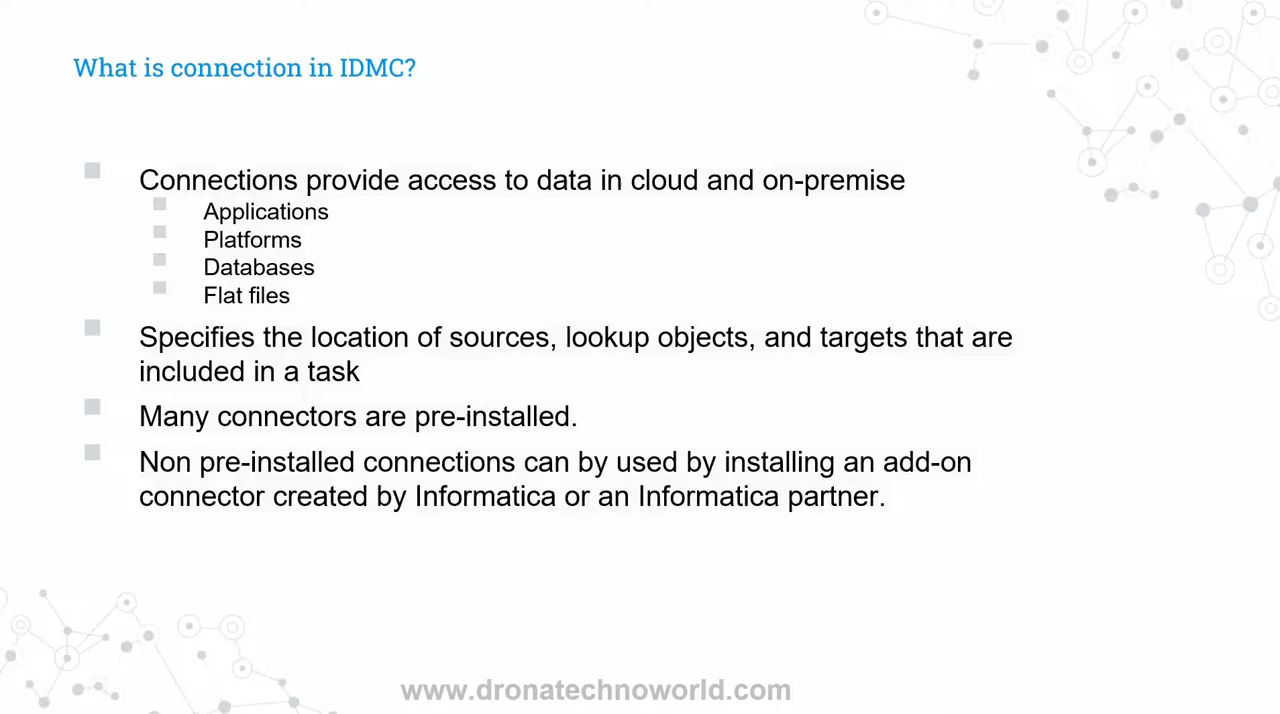 What is connection in IDMC?
Connections provide access to data in cloud and on-premise
Applications
Platforms
Databases
Flat files
Specifies the location of sources, lookup objects, and targets that are
included in a task
Many connectors are pre-installed.
Non pre-installed connections can by used by installing an add-on
connector created by Informatica or an Informatica partner.
www.dronatechnoworld.com